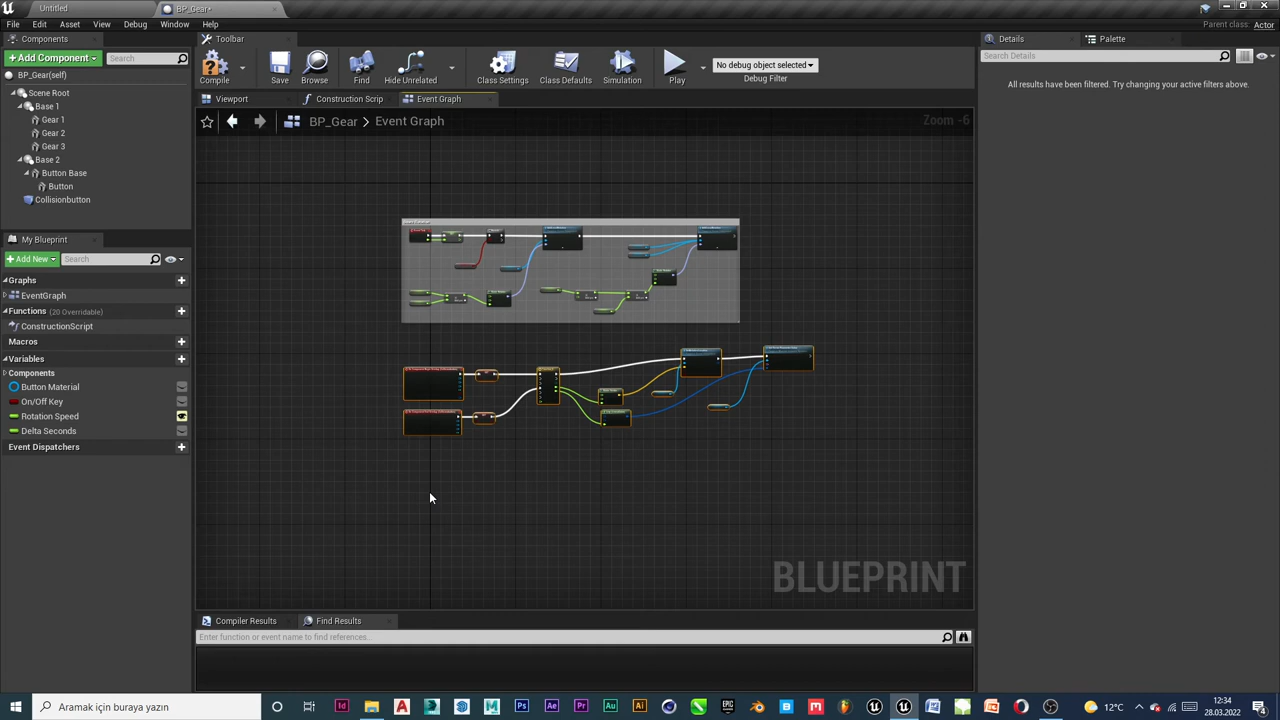 Untitled
BP_Gear*
File Edit Asset View Debug Window Help
Parent class: Actor
Components
Toolbar
Details
Palette
+Add Component
Search
Search Details
BP_Gear(self)
Scene Root
Base 1
Gear 1
Gear 2
Gear 3
Base 2
Button Base
Button
Collisionbutton
Compile
Save
Browse
Find
Hide Unrelated
Class Settings
Class Defaults
Simulation
Play
No debug object selected
Debug Filter
All results have been filtered. Try changing your active filters above.
Viewport
Construction Scrip
Event Graph
BP_Gear > Event Graph
Zoom -6
My Blueprint
+Add New
Search
Graphs
EventGraph
Functions (20 Overridable)
ConstructionScript
Macros
Variables
Components
Button Material
On/Off Key
Rotation Speed
Delta Seconds
Event Dispatchers
BLUEPRINT
Compiler Results
Find Results
Enter function or event name to find references...
Aramak için buraya yazın
12°C
12:34
28.03.2022